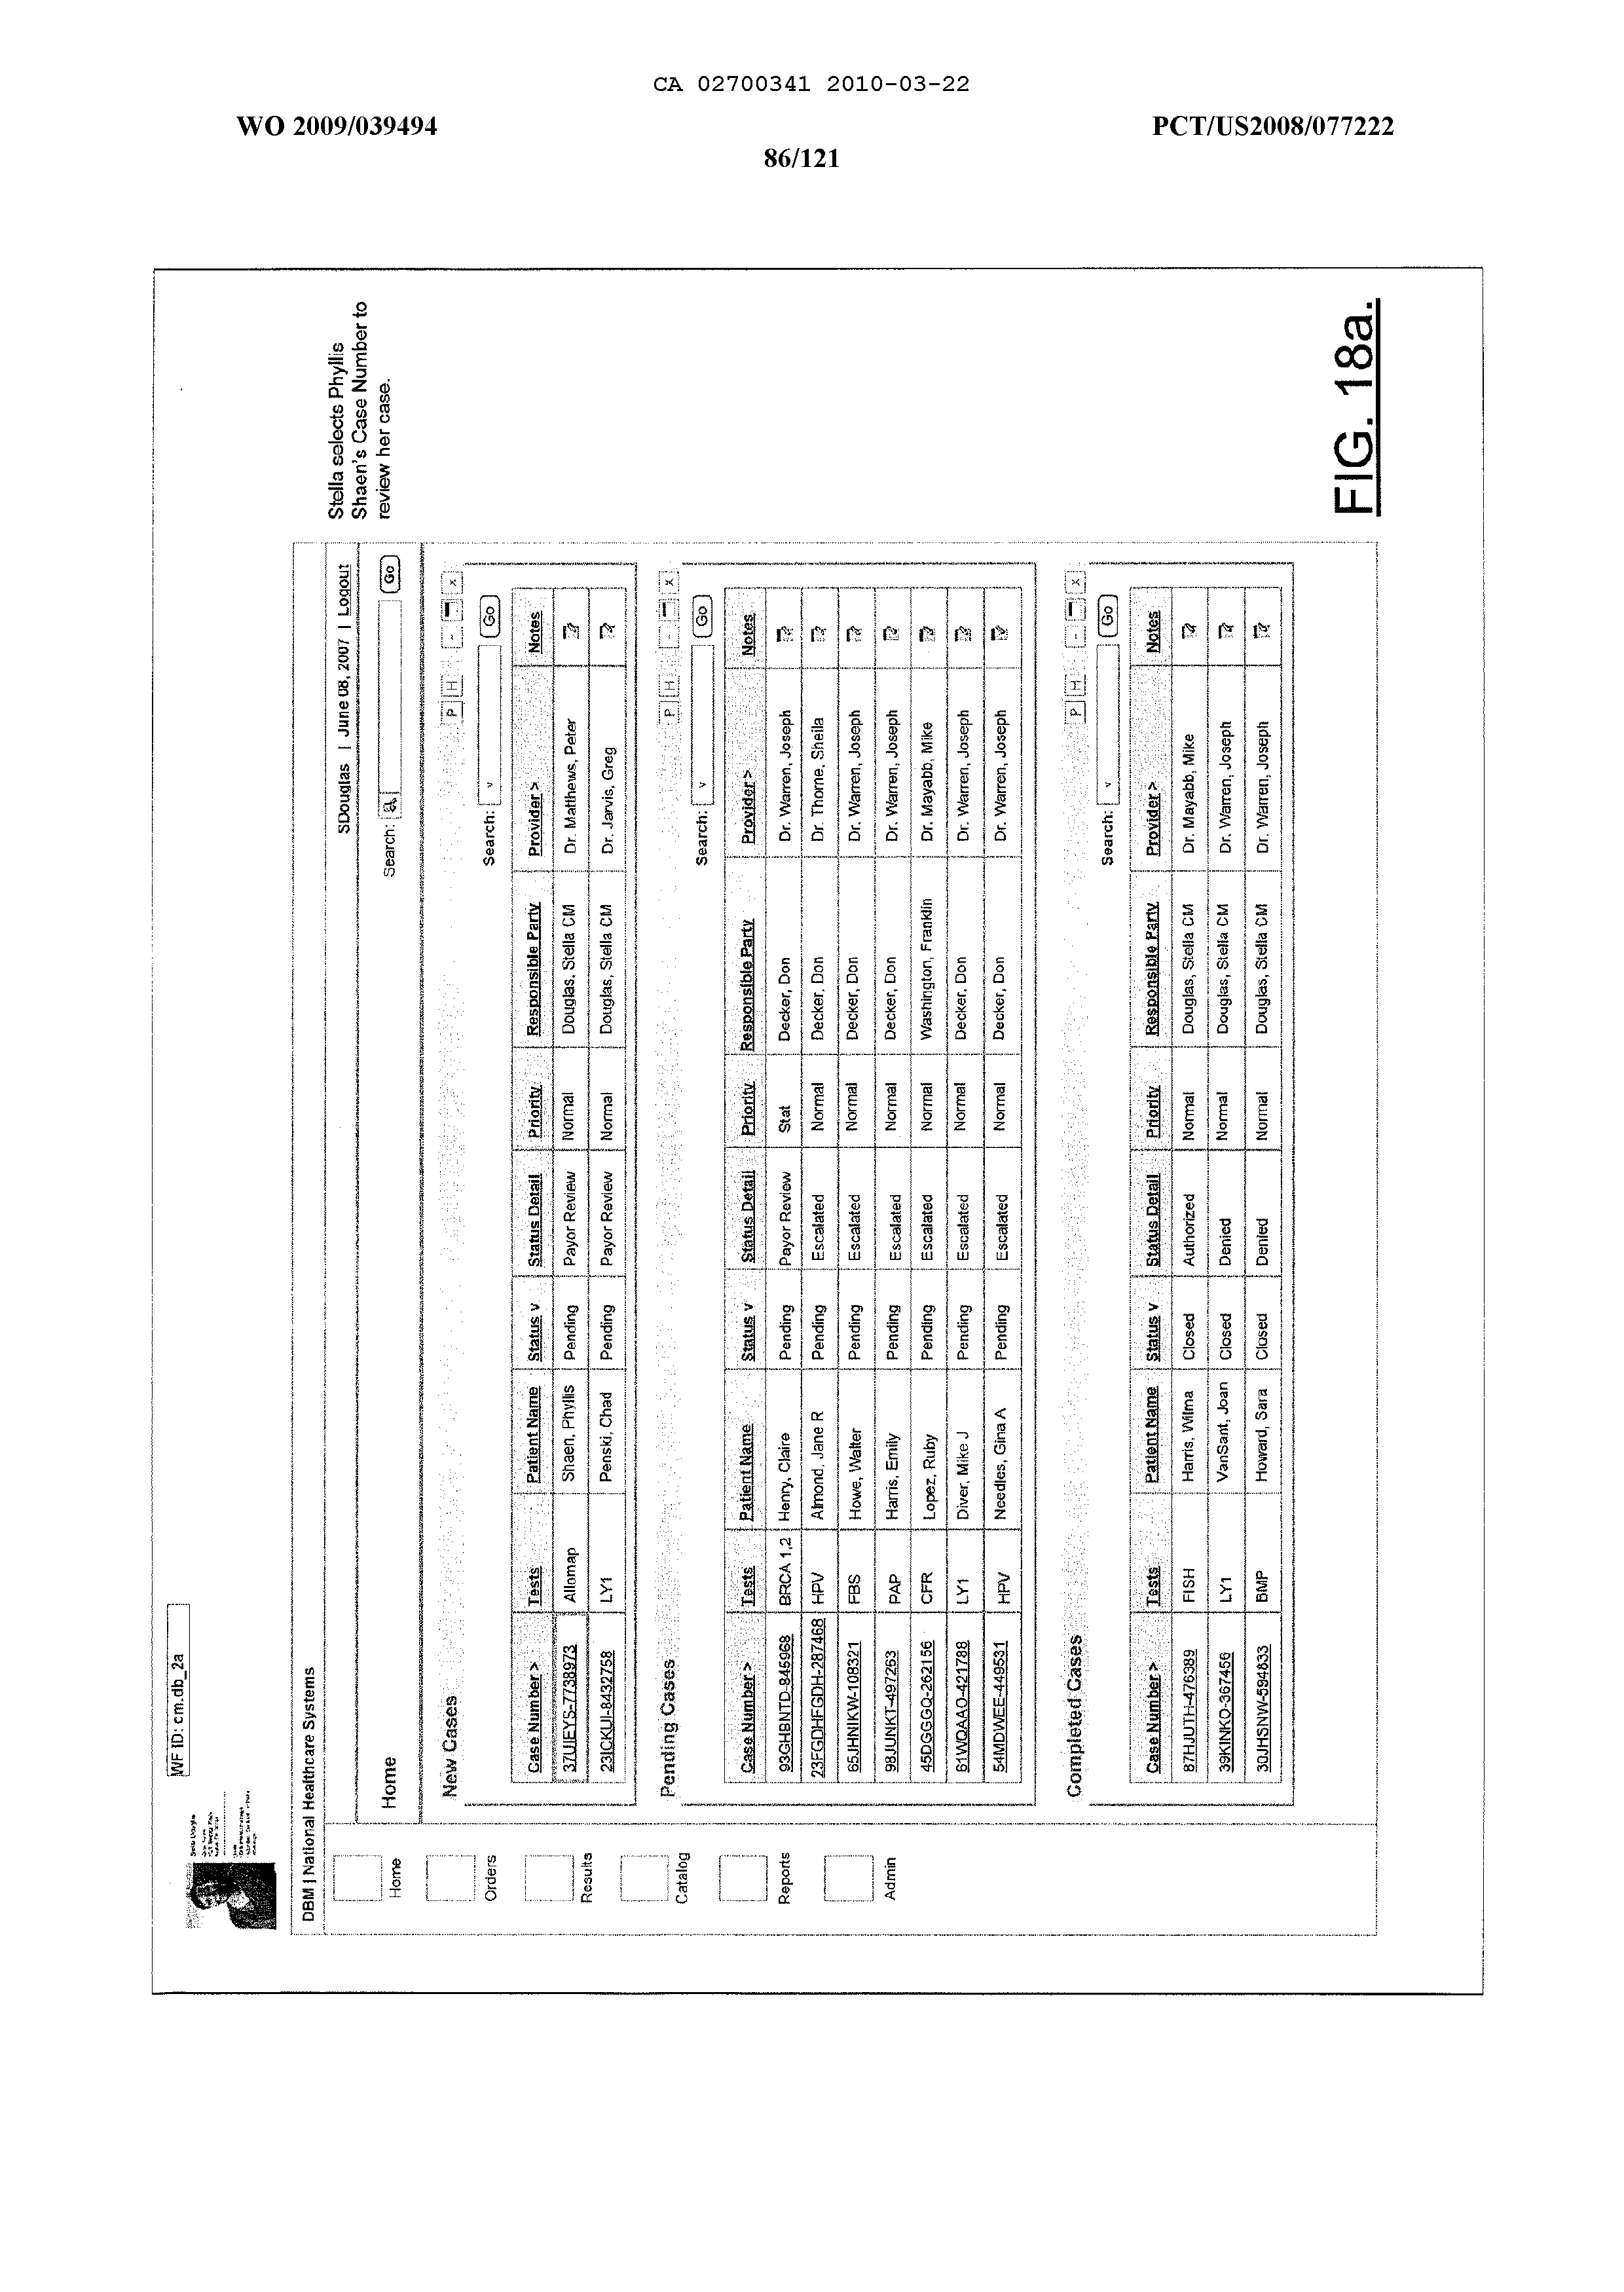 CA 02700341 2010-03-22
WO 2009/039494 PCT/US2008/077222
86/121
WF ID: cm.db_2a
Stella selects Phyllis
Shaen's Case Number to
review her case.
DBM | National Healthcare Systems
SDouglas | June 08, 2007 | Logout
Home
Orders
Results
Catalog
Reports
Admin
Home Search: Go
New Cases P H - x
Search: v Go
Case Number > Tests Patient Name Status v Status Detail Priority Responsible Party Provider > Notes
37UIEYS-7738973 Allomap Shaen, Phyllis Pending Payor Review Normal Douglas, Stella CM Dr. Matthews, Peter
23ICKUI-8432758 LY1 Penski, Chad Pending Payor Review Normal Douglas, Stella CM Dr. Jarvis, Greg
Pending Cases P H - x
Search: v Go
Case Number > Tests Patient Name Status v Status Detail Priority Responsible Party Provider > Notes
93GHBNTD-845968 BRCA 1,2 Henry, Claire Pending Payor Review Stat Decker, Don Dr. Warren, Joseph
23FGDHFGDH-287468 HPV Almond, Jane R Pending Escalated Normal Decker, Don Dr. Thorne, Sheila
65JHNIKW-108321 FBS Howe, Walter Pending Escalated Normal Decker, Don Dr. Warren, Joseph
98JUNKT-497263 PAP Harris, Emily Pending Escalated Normal Decker, Don Dr. Warren, Joseph
45DGGGQ-262156 CFR Lopez, Ruby Pending Escalated Normal Washington, Franklin Dr. Mayabb, Mike
61WQAAO-421788 LY1 Diver, Mike J Pending Escalated Normal Decker, Don Dr. Warren, Joseph
54MDWEE-449531 HPV Needles, Gina A Pending Escalated Normal Decker, Don Dr. Warren, Joseph
Completed Cases P H - x
Search: v Go
Case Number > Tests Patient Name Status v Status Detail Priority Responsible Party Provider > Notes
87HJUTH-476389 FISH Harris, Wilma Closed Authorized Normal Douglas, Stella CM Dr. Mayabb, Mike
39KINKO-367456 LY1 VanSant, Joan Closed Denied Normal Douglas, Stella CM Dr. Warren, Joseph
30JHSNW-594833 BMP Howard, Sara Closed Denied Normal Douglas, Stella CM Dr. Warren, Joseph
FIG. 18a.